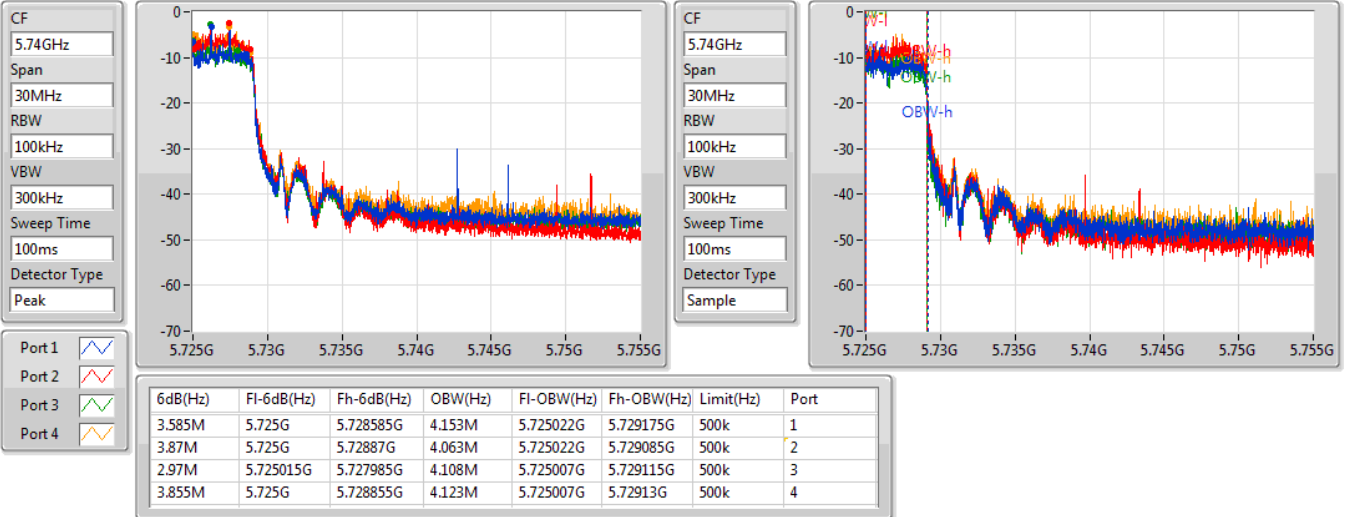 CF
5.74GHz
Span
30MHz
RBW
100kHz
VBW
300kHz
Sweep Time
100ms
Detector Type
Peak
0
-10
-20
-30
-40
-50
-60
-70
5.725G 5.73G 5.735G 5.74G 5.745G 5.75G 5.755G
CF
5.74GHz
Span
30MHz
RBW
100kHz
VBW
300kHz
Sweep Time
100ms
Detector Type
Sample
0
-10
-20
-30
-40
-50
-60
-70
OBW-h
OBW-h
OBW-h
OBW-h
5.725G 5.73G 5.735G 5.74G 5.745G 5.75G 5.755G
Port 1
Port 2
Port 3
Port 4
6dB(Hz) Fl-6dB(Hz) Fh-6dB(Hz) OBW(Hz) Fl-OBW(Hz) Fh-OBW(Hz) Limit(Hz) Port
3.585M 5.725G 5.728585G 4.153M 5.725022G 5.729175G 500k 1
3.87M 5.725G 5.72887G 4.063M 5.725022G 5.729085G 500k 2
2.97M 5.725015G 5.727985G 4.108M 5.725007G 5.729115G 500k 3
3.855M 5.725G 5.728855G 4.123M 5.725007G 5.72913G 500k 4